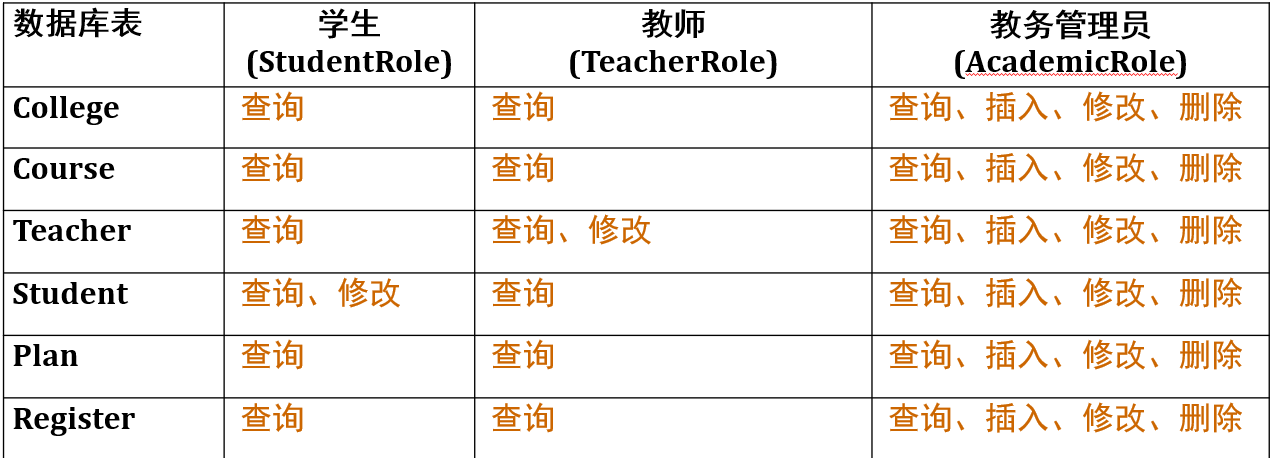 数据库表 学生 教师 教务管理员
(StudentRole) (TeacherRole) (AcademicRole)
College 查询 查询 查询、插入、修改、删除
Course 查询 查询 查询、插入、修改、删除
Teacher 查询 查询、修改 查询、插入、修改、删除
Student 查询、修改 查询 查询、插入、修改、删除
Plan 查询 查询 查询、插入、修改、删除
Register 查询 查询 查询、插入、修改、删除